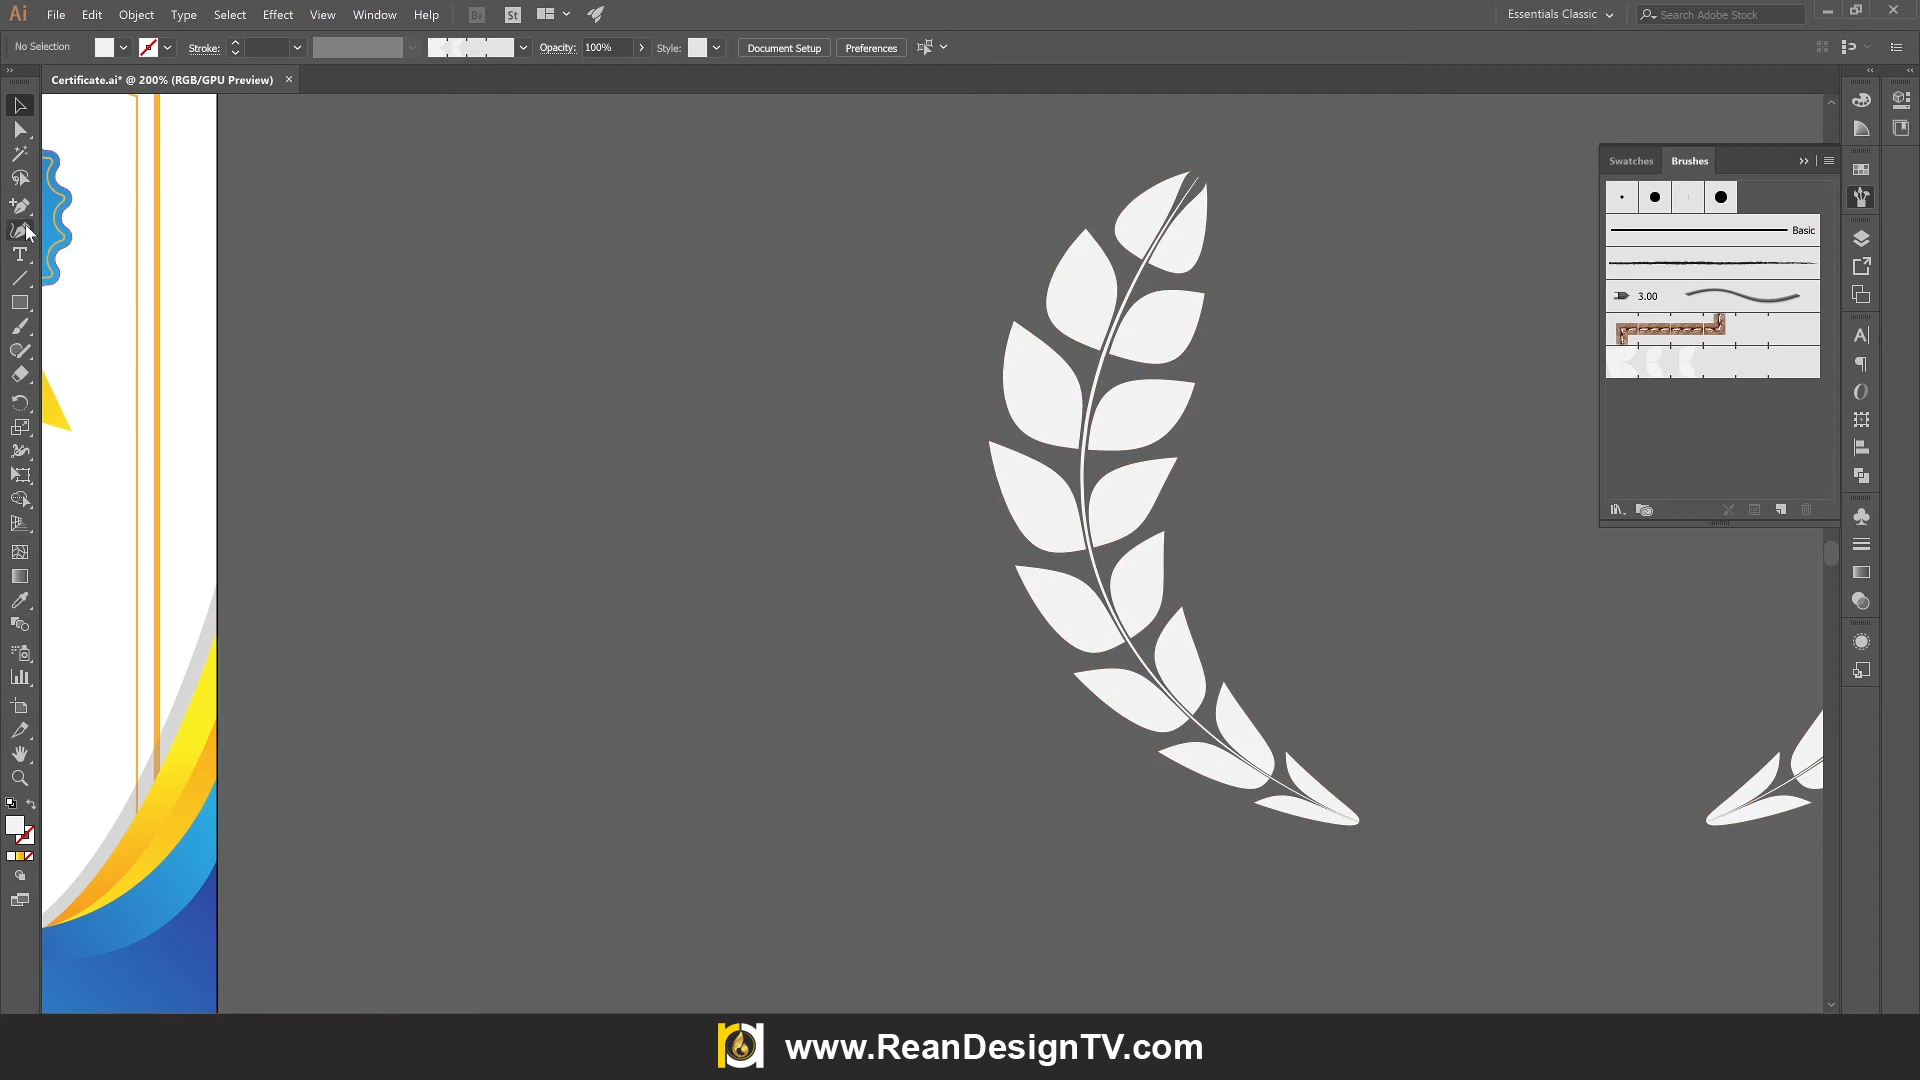 Ai File Edit Object Type Select Effect View Window Help Br St Essentials Classic Search Adobe Stock
No Selection Stroke: Opacity: 100% Style: Document Setup Preferences
Certificate.ai* @ 200% (RGB/GPU Preview)
Swatches Brushes
Basic
3.00
www.ReanDesignTV.com